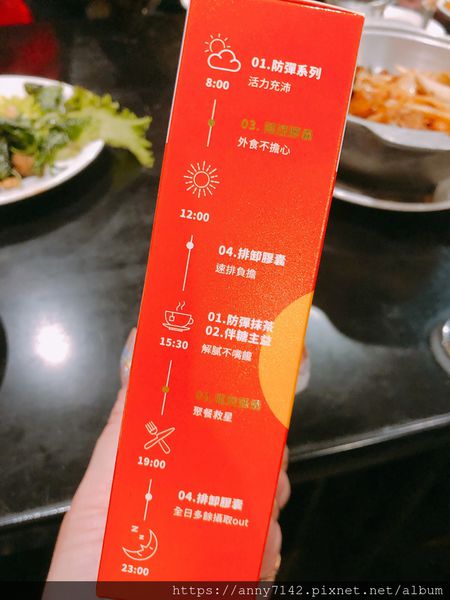 01.防彈系列
8:00
活力充沛
03.
外食不擔心
12:00
04.排卸膠囊
速排負擔
01.防彈抹茶
02.伴糖主益
15:30
解膩不嘴饞
聚餐救星
19:00
04.排卸膠囊
全日多餘攝取out
23:00
https://anny7142.pixnet.net/album